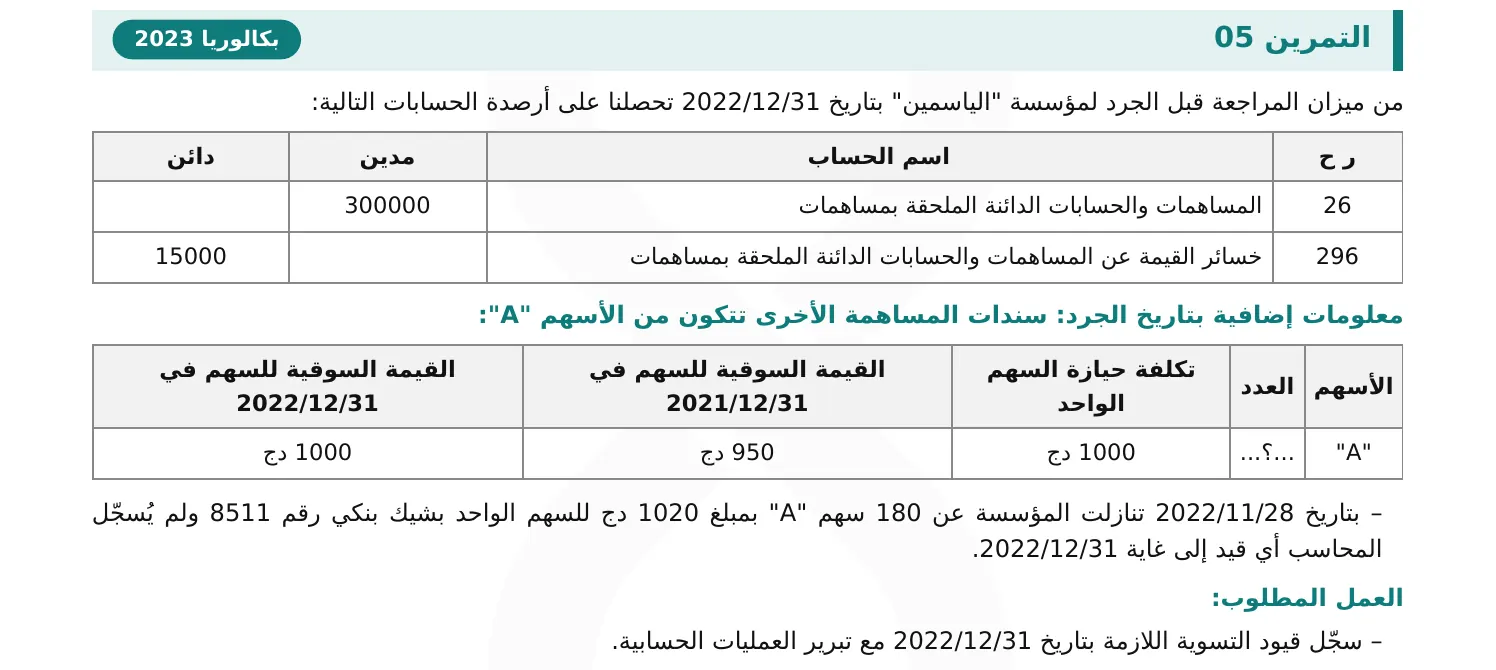 التمرين 05
بكالوريا 2023
من ميزان المراجعة قبل الجرد لمؤسسة "الياسمين" بتاريخ 2022/12/31 تحصلنا على أرصدة الحسابات التالية:
ر ح اسم الحساب مدين دائن
26 المساهمات والحسابات الدائنة الملحقة بمساهمات 300000
296 خسائر القيمة عن المساهمات والحسابات الدائنة الملحقة بمساهمات 15000
معلومات إضافية بتاريخ الجرد: سندات المساهمة الأخرى تتكون من الأسهم "A":
الأسهم العدد تكلفة حيازة السهم الواحد القيمة السوقية للسهم في 2021/12/31 القيمة السوقية للسهم في 2022/12/31
"A" ...؟... 1000 دج 950 دج 1000 دج
– بتاريخ 2022/11/28 تنازلت المؤسسة عن 180 سهم "A" بمبلغ 1020 دج للسهم الواحد بشيك بنكي رقم 8511 ولم يُسجّل
المحاسب أي قيد إلى غاية 2022/12/31.
العمل المطلوب:
– سجّل قيود التسوية اللازمة بتاريخ 2022/12/31 مع تبرير العمليات الحسابية.